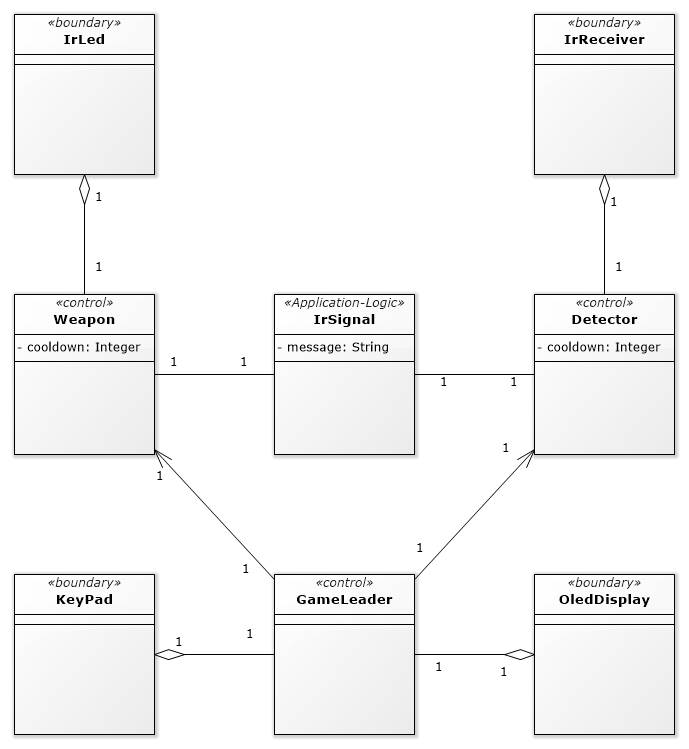 «boundary»
IrLed
«boundary»
IrReceiver
1
1
1
1
«control»
Weapon
- cooldown: Integer
«Application-Logic»
IrSignal
- message: String
«control»
Detector
- cooldown: Integer
1
1
1
1
1
1
1
1
«boundary»
KeyPad
«control»
GameLeader
«boundary»
OledDisplay
1
1
1
1